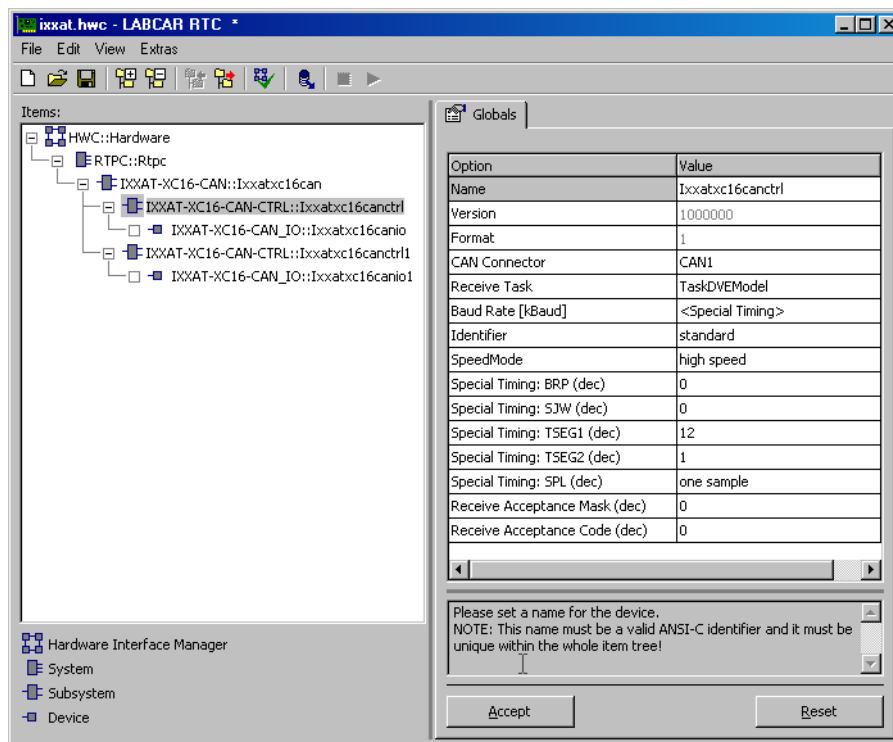 ixxat.hwc - LABCAR RTC *
File Edit View Extras
Items:
HWC::Hardware
RTPC::Rtpc
IXXAT-XC16-CAN::Ixxatxc16can
IXXAT-XC16-CAN-CTRL::Ixxatxc16canctrl
IXXAT-XC16-CAN_IO::Ixxatxc16canio
IXXAT-XC16-CAN-CTRL::Ixxatxc16canctrl1
IXXAT-XC16-CAN_IO::Ixxatxc16canio1
Hardware Interface Manager
System
Subsystem
Device
Globals
Option Value
Name Ixxatxc16canctrl
Version 1000000
Format 1
CAN Connector CAN1
Receive Task TaskDVEModel
Baud Rate [kBaud] <Special Timing>
Identifier standard
SpeedMode high speed
Special Timing: BRP (dec) 0
Special Timing: SJW (dec) 0
Special Timing: TSEG1 (dec) 12
Special Timing: TSEG2 (dec) 1
Special Timing: SPL (dec) one sample
Receive Acceptance Mask (dec) 0
Receive Acceptance Code (dec) 0
Please set a name for the device.
NOTE: This name must be a valid ANSI-C identifier and it must be
unique within the whole item tree!
Accept Reset